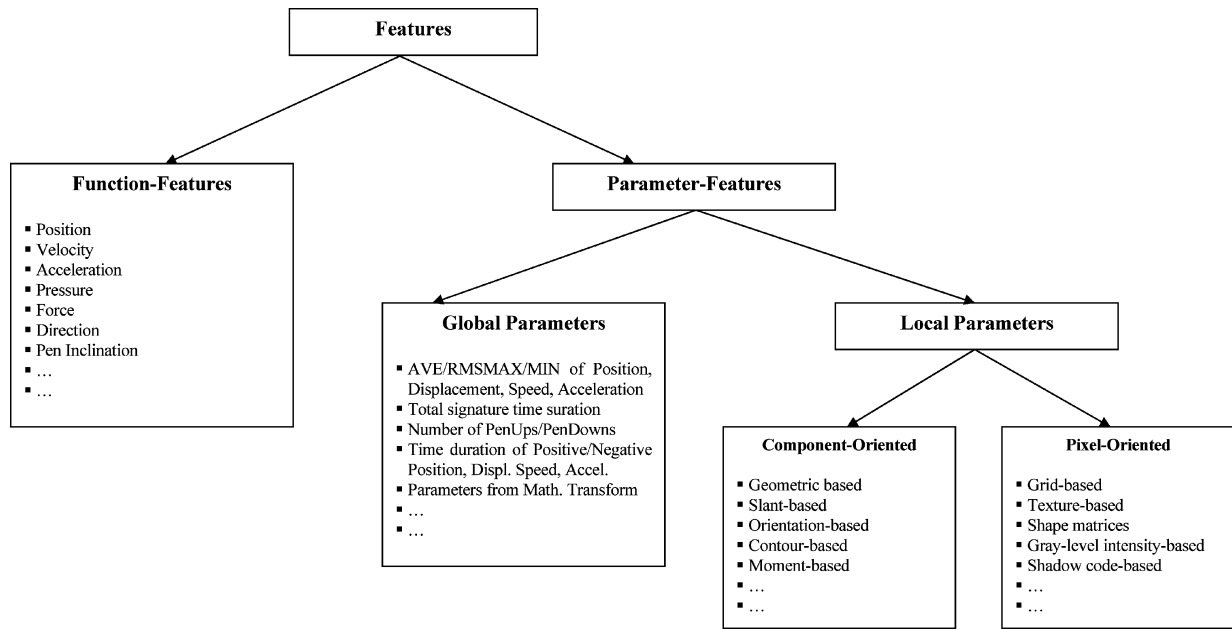 Features
Function-Features
▪ Position
▪ Velocity
▪ Acceleration
▪ Pressure
▪ Force
▪ Direction
▪ Pen Inclination
▪ …
▪ …
Parameter-Features
Global Parameters
▪ AVE/RMSMAX/MIN of Position,
Displacement, Speed, Acceleration
▪ Total signature time suration
▪ Number of PenUps/PenDowns
▪ Time duration of Positive/Negative
Position, Displ. Speed, Accel.
▪ Parameters from Math. Transform
▪ …
▪ …
Local Parameters
Component-Oriented
▪ Geometric based
▪ Slant-based
▪ Orientation-based
▪ Contour-based
▪ Moment-based
▪ …
▪ …
Pixel-Oriented
▪ Grid-based
▪ Texture-based
▪ Shape matrices
▪ Gray-level intensity-based
▪ Shadow code-based
▪ …
▪ …